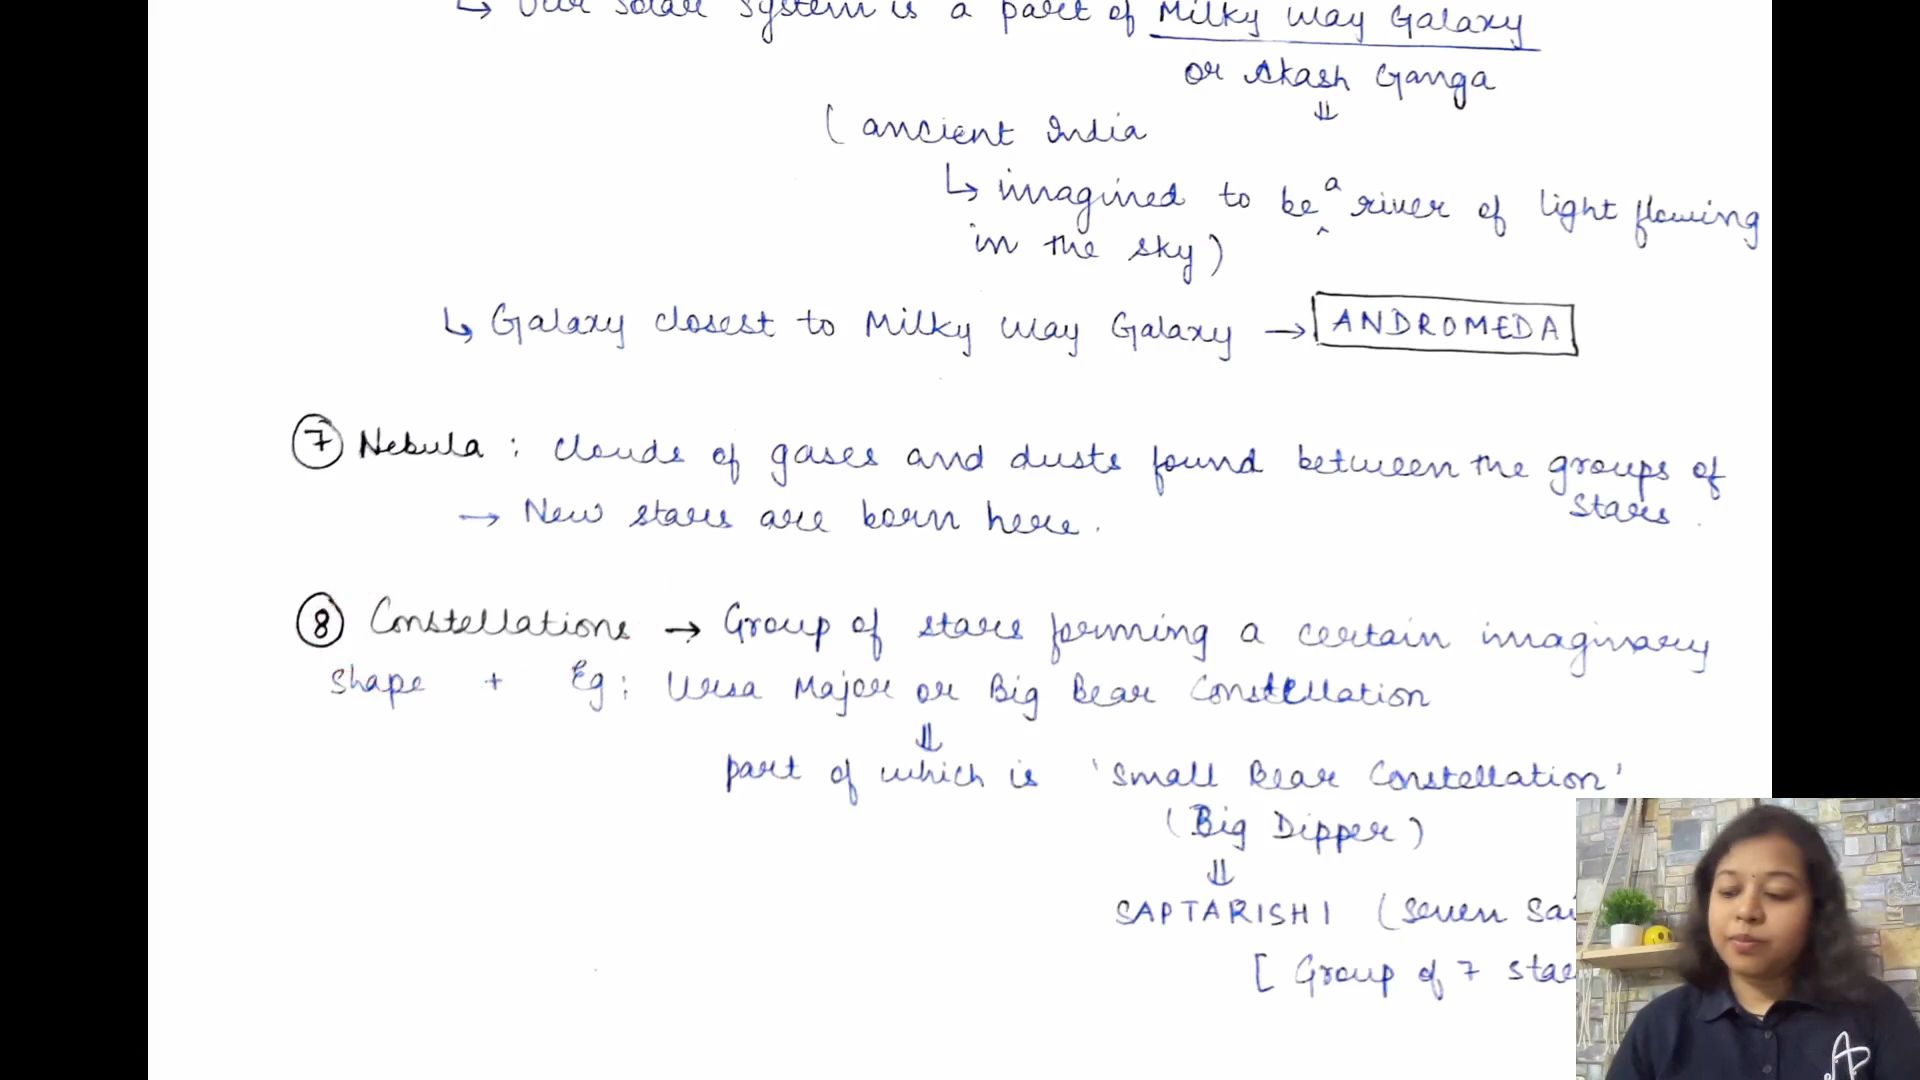 ↳ Our solar system is a part of Milky Way Galaxy
or Akash Ganga
⇓
( ancient India
↳ imagined to be a river of light flowing
in the sky )
↳ Galaxy closest to Milky Way Galaxy → ANDROMEDA
7 Nebula : clouds of gases and dusts found between the groups of
stars.
→ New stars are born here.
8 Constellations → Group of stars forming a certain imaginary
shape + Eg: Ursa Major or Big Bear Constellation
⇓
part of which is 'Small Bear Constellation'
(Big Dipper)
⇓
SAPTARISHI (Seven
[ Group of 7